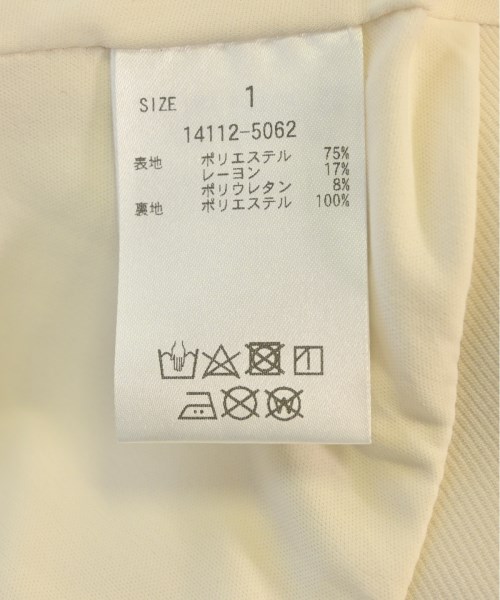 SIZE 1
14112-5062
表地 ポリエステル 75%
レーヨン 17%
ポリウレタン 8%
裏地 ポリエステル 100%
W